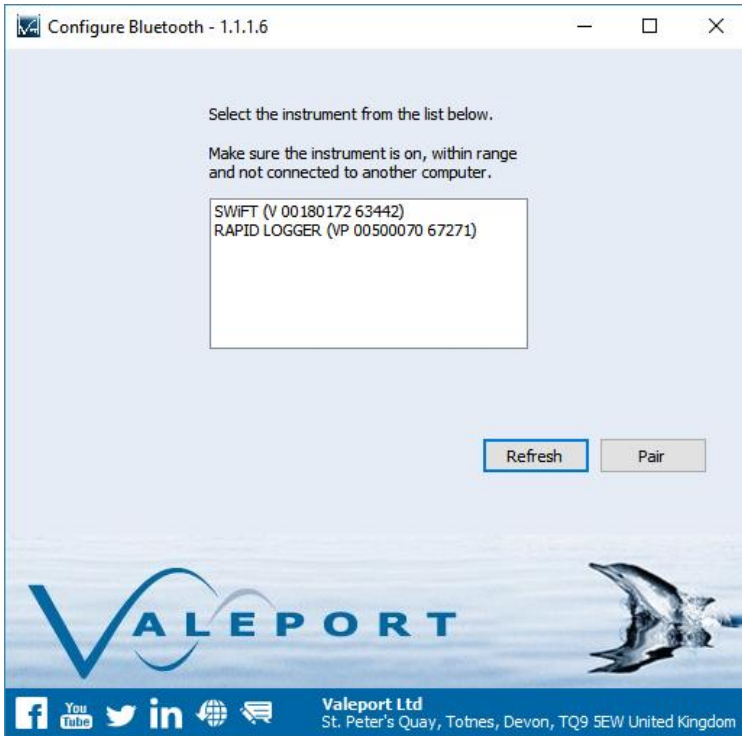 Configure Bluetooth - 1.1.1.6
Select the instrument from the list below.
Make sure the instrument is on, within range
and not connected to another computer.
SWiFT (V 00180172 63442)
RAPID LOGGER (VP 00500070 67271)
Refresh
Pair
VALEPORT
f
You
Tube
in
Valeport Ltd
St. Peter's Quay, Totnes, Devon, TQ9 5EW United Kingdom